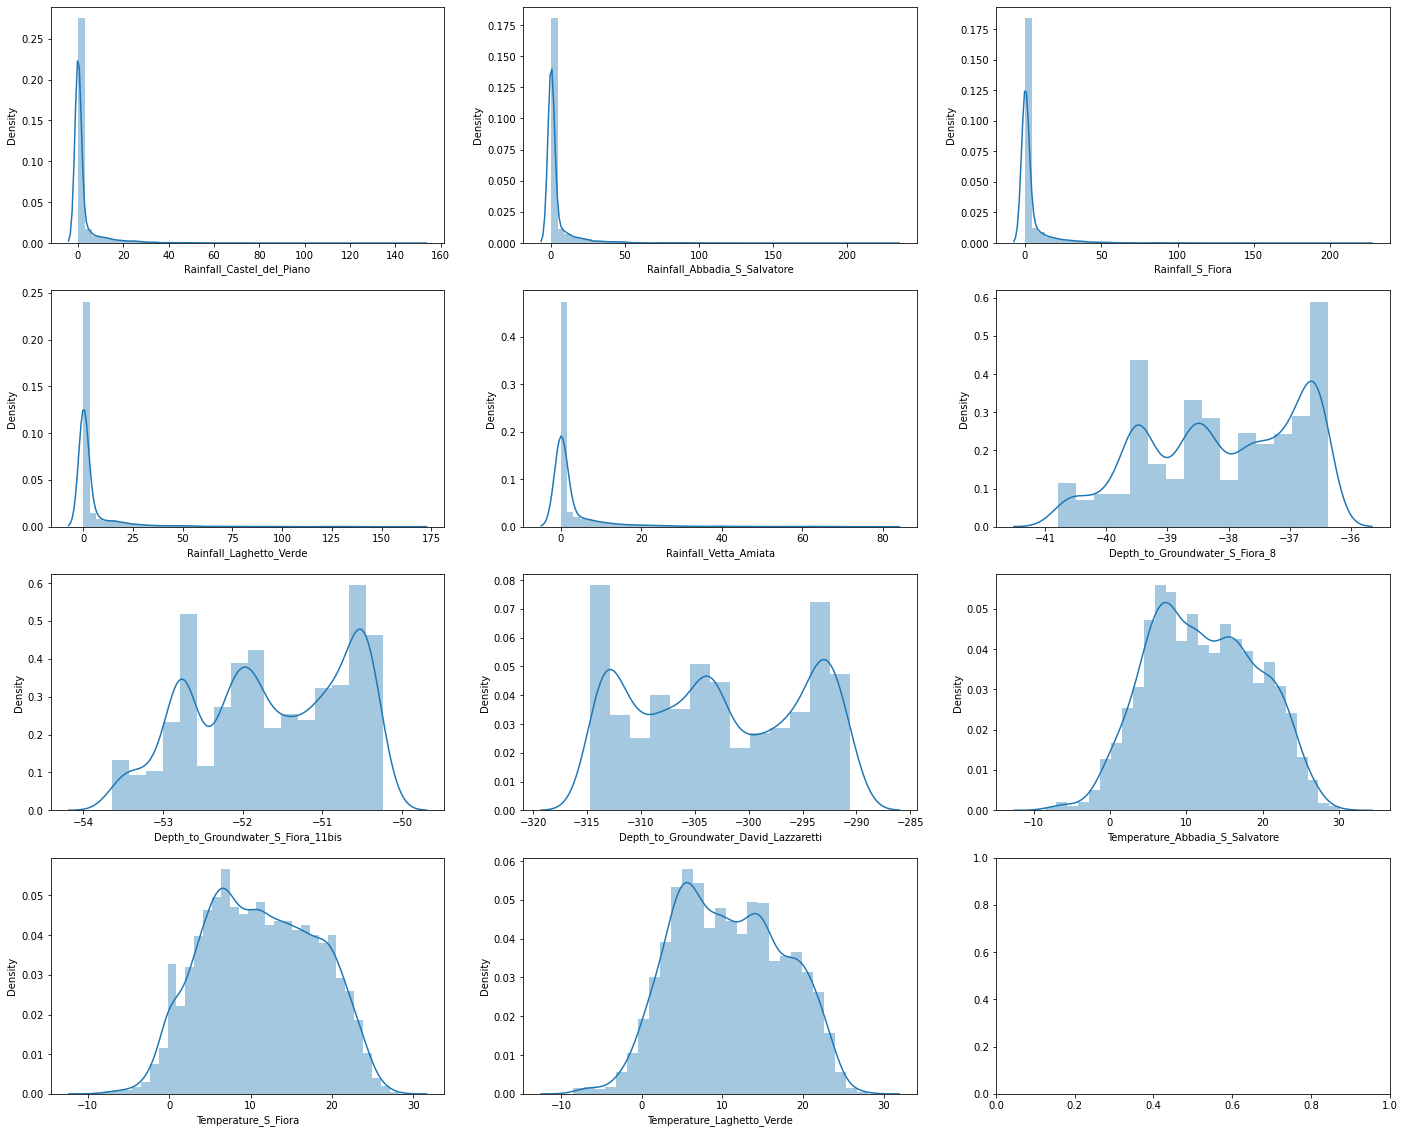 0.25
0.20
0.15
0.10
0.05
0.00
Density
0 20 40 60 80 100 120 140 160
Rainfall_Castel_del_Piano
0.175
0.150
0.125
0.100
0.075
0.050
0.025
0.000
Density
0 50 100 150 200
Rainfall_Abbadia_S_Salvatore
0.175
0.150
0.125
0.100
0.075
0.050
0.025
0.000
Density
0 50 100 150 200
Rainfall_S_Fiora
0.25
0.20
0.15
0.10
0.05
0.00
Density
0 25 50 75 100 125 150 175
Rainfall_Laghetto_Verde
0.4
0.3
0.2
0.1
0.0
Density
0 20 40 60 80
Rainfall_Vetta_Amiata
0.6
0.5
0.4
0.3
0.2
0.1
0.0
Density
−41 −40 −39 −38 −37 −36
Depth_to_Groundwater_S_Fiora_8
0.6
0.5
0.4
0.3
0.2
0.1
0.0
Density
−54 −53 −52 −51 −50
Depth_to_Groundwater_S_Fiora_11bis
0.08
0.07
0.06
0.05
0.04
0.03
0.02
0.01
0.00
Density
−320 −315 −310 −305 −300 −295 −290 −285
Depth_to_Groundwater_David_Lazzaretti
0.05
0.04
0.03
0.02
0.01
0.00
Density
−10 0 10 20 30
Temperature_Abbadia_S_Salvatore
0.05
0.04
0.03
0.02
0.01
0.00
Density
−10 0 10 20 30
Temperature_S_Fiora
0.06
0.05
0.04
0.03
0.02
0.01
0.00
Density
−10 0 10 20 30
Temperature_Laghetto_Verde
1.0
0.8
0.6
0.4
0.2
0.0
0.0 0.2 0.4 0.6 0.8 1.0